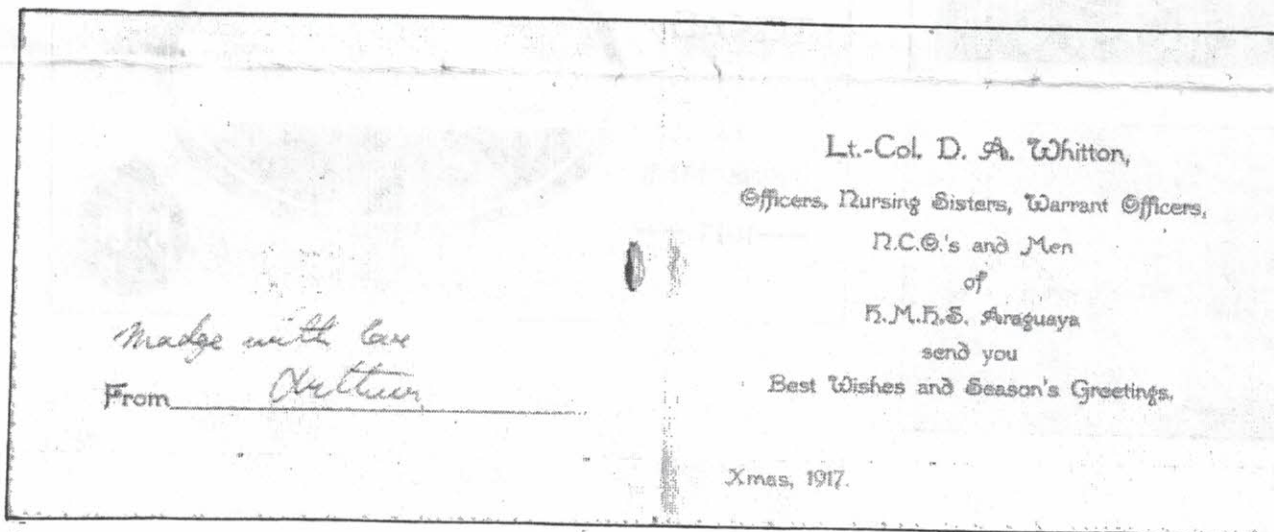 Madge with love
From Arthur
Lt.-Col. D. A. Whitton,
Officers, Nursing Sisters, Warrant Officers,
N.C.O.'s and Men
of
H.M.H.S. Araguaya
send you
Best Wishes and Season's Greetings.
Xmas, 1917.